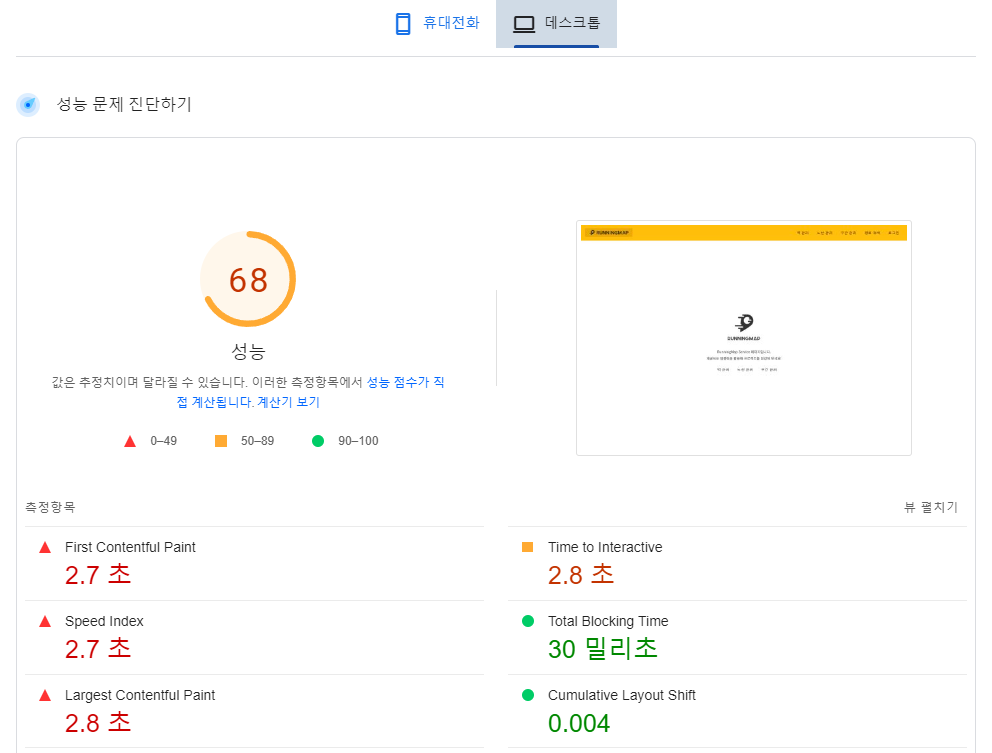 휴대전화
데스크톱
성능 문제 진단하기
68
성능
값은 추정치이며 달라질 수 있습니다. 이러한 측정항목에서 성능 점수가 직
접 계산됩니다. 계산기 보기
0–49
50–89
90–100
RUNNINGMAP
RUNNINGMAP
측정항목
뷰 펼치기
First Contentful Paint
2.7 초
Time to Interactive
2.8 초
Speed Index
2.7 초
Total Blocking Time
30 밀리초
Largest Contentful Paint
2.8 초
Cumulative Layout Shift
0.004